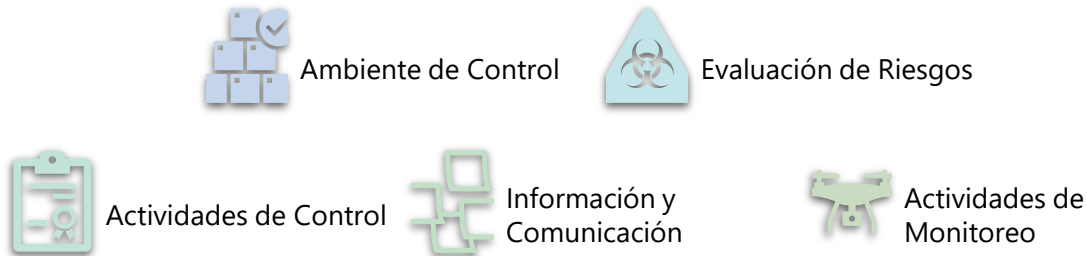 Ambiente de Control
Evaluación de Riesgos
Actividades de Control
Información y
Comunicación
Actividades de
Monitoreo